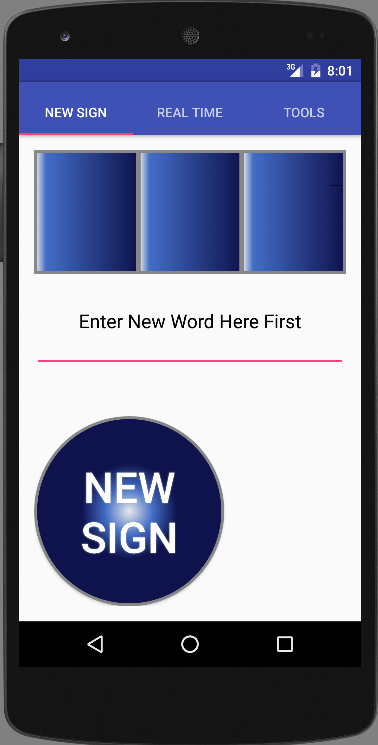 3G 8:01
NEW SIGN REAL TIME TOOLS
Enter New Word Here First
NEW
SIGN